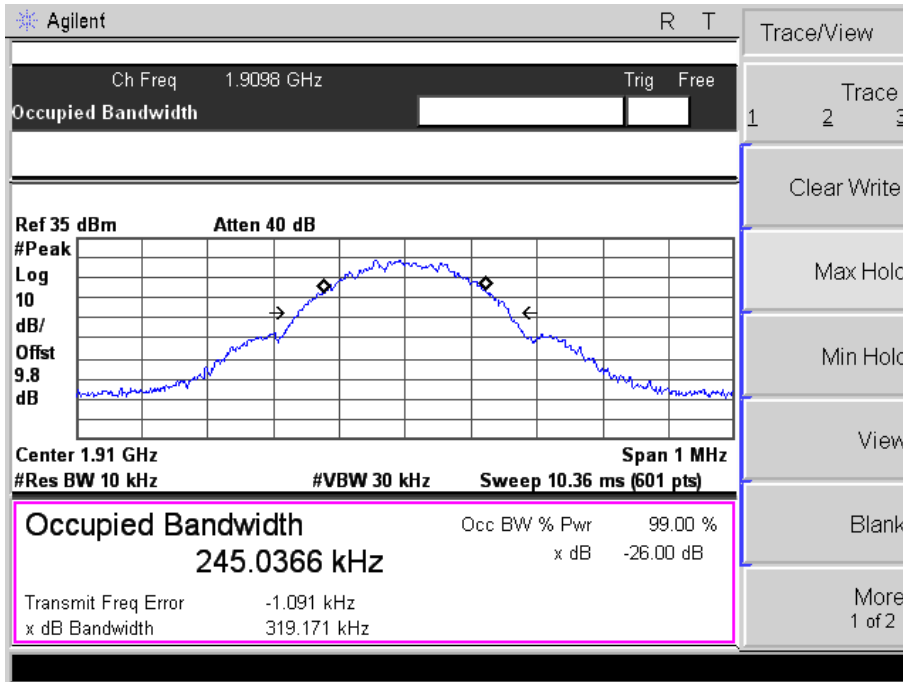 Agilent R T
Ch Freq 1.9098 GHz Trig Free
Occupied Bandwidth
Ref 35 dBm Atten 40 dB
#Peak
Log
10
dB/
Offst
9.8
dB
Center 1.91 GHz Span 1 MHz
#Res BW 10 kHz #VBW 30 kHz Sweep 10.36 ms (601 pts)
Occupied Bandwidth Occ BW % Pwr 99.00 %
245.0366 kHz x dB -26.00 dB
Transmit Freq Error -1.091 kHz
x dB Bandwidth 319.171 kHz
Trace/View
Trace
1 2 3
Clear Write
Max Hold
Min Hold
View
Blank
More
1 of 2